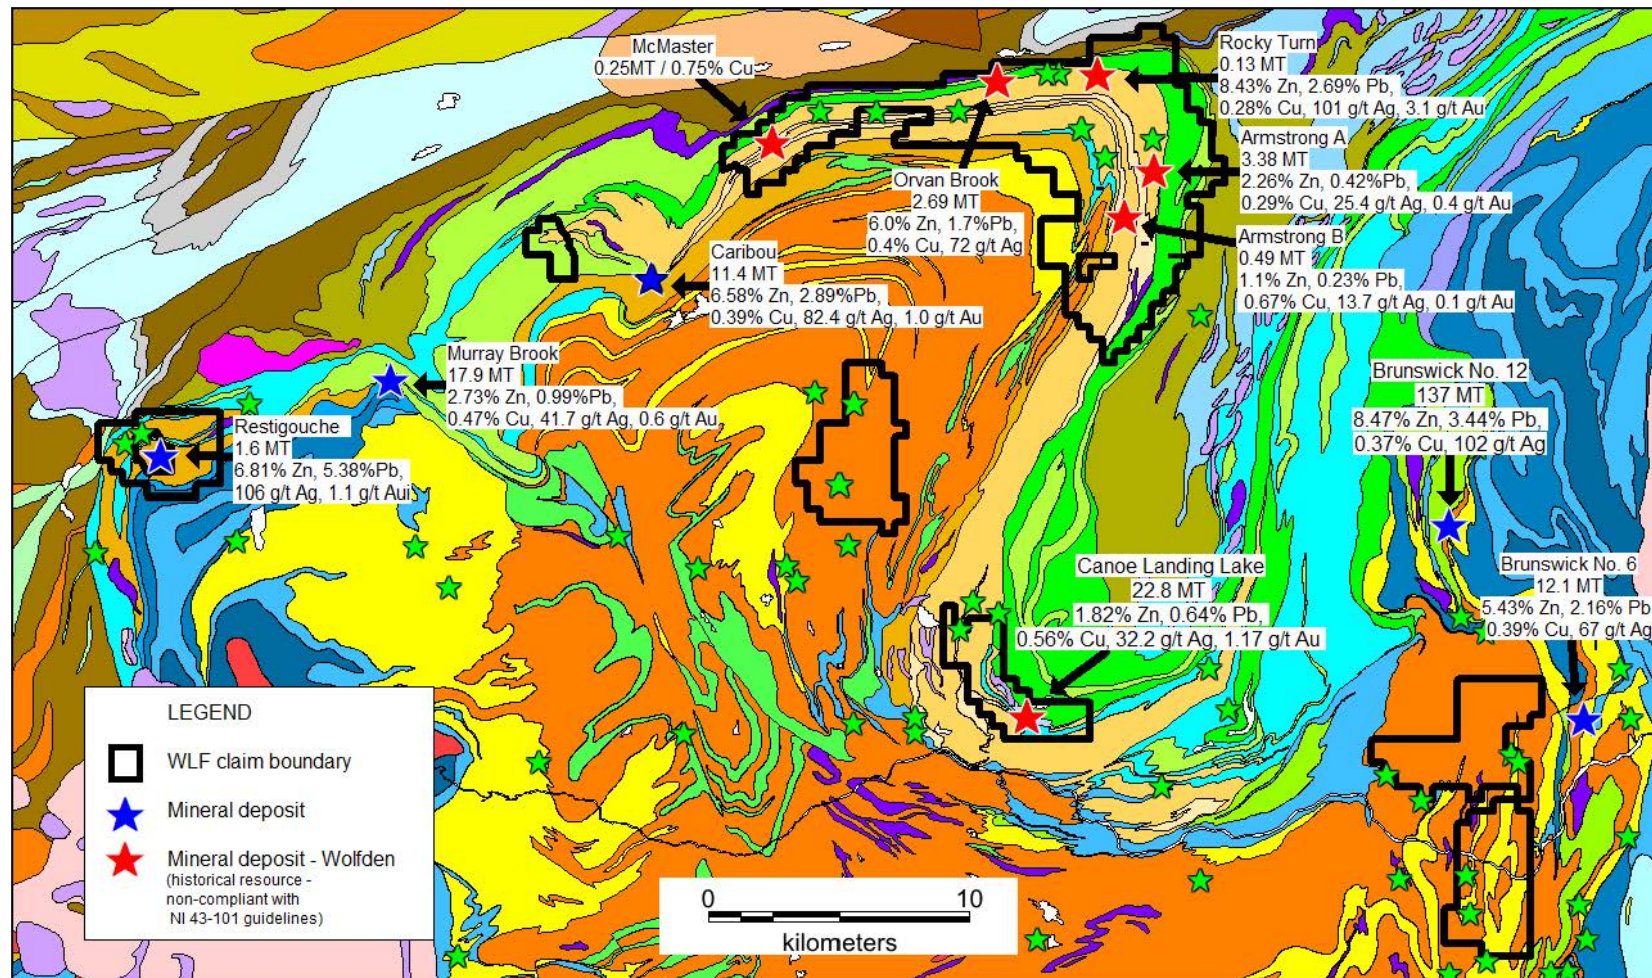 McMaster
0.25MT / 0.75% Cu
Rocky Turn
0.13 MT
8.43% Zn, 2.69% Pb,
0.28% Cu, 101 g/t Ag, 3.1 g/t Au
Armstrong A
3.38 MT
2.26% Zn, 0.42%Pb,
0.29% Cu, 25.4 g/t Ag, 0.4 g/t Au
Orvan Brook
2.69 MT
6.0% Zn, 1.7%Pb,
0.4% Cu, 72 g/t Ag
Armstrong B
0.49 MT
1.1% Zn, 0.23% Pb,
0.67% Cu, 13.7 g/t Ag, 0.1 g/t Au
Caribou
11.4 MT
6.58% Zn, 2.89%Pb,
0.39% Cu, 82.4 g/t Ag, 1.0 g/t Au
Murray Brook
17.9 MT
2.73% Zn, 0.99%Pb,
0.47% Cu, 41.7 g/t Ag, 0.6 g/t Au
Brunswick No. 12
137 MT
8.47% Zn, 3.44% Pb,
0.37% Cu, 102 g/t Ag
Restigouche
1.6 MT
6.81% Zn, 5.38%Pb,
106 g/t Ag, 1.1 g/t Aui
Canoe Landing Lake
22.8 MT
1.82% Zn, 0.64% Pb,
0.56% Cu, 32.2 g/t Ag, 1.17 g/t Au
Brunswick No. 6
12.1 MT
5.43% Zn, 2.16% Pb
0.39% Cu, 67 g/t Ag
LEGEND
WLF claim boundary
Mineral deposit
Mineral deposit - Wolfden
(historical resource -
non-compliant with
NI 43-101 guidelines)
0 10
kilometers